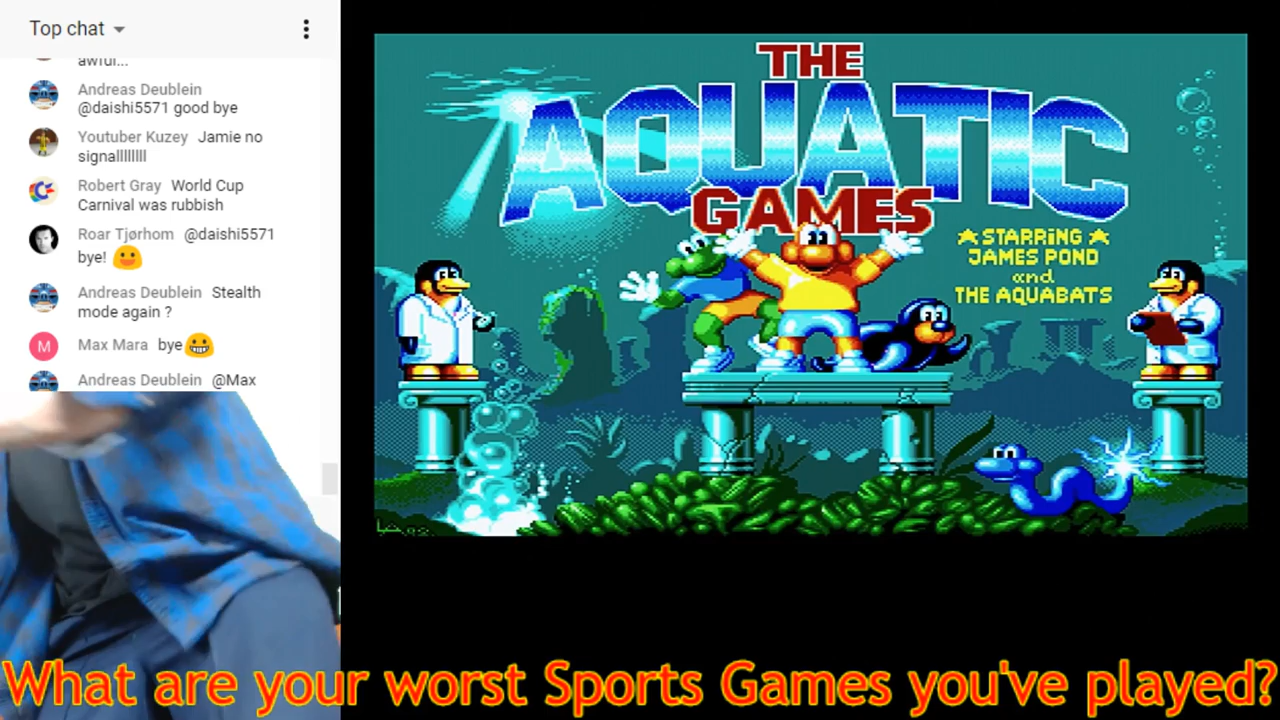 Top chat
awful...
Andreas Deublein
@daishi5571 good bye
Youtuber Kuzey Jamie no
signalllllllll
Robert Gray World Cup
Carnival was rubbish
Roar Tjørhom @daishi5571
bye!
Andreas Deublein Stealth
mode again ?
M Max Mara bye
Andreas Deublein @Max
THE
AQUATIC
GAMES
STARRING
JAMES POND
and
THE AQUABATS
What are your worst Sports Games you've played?